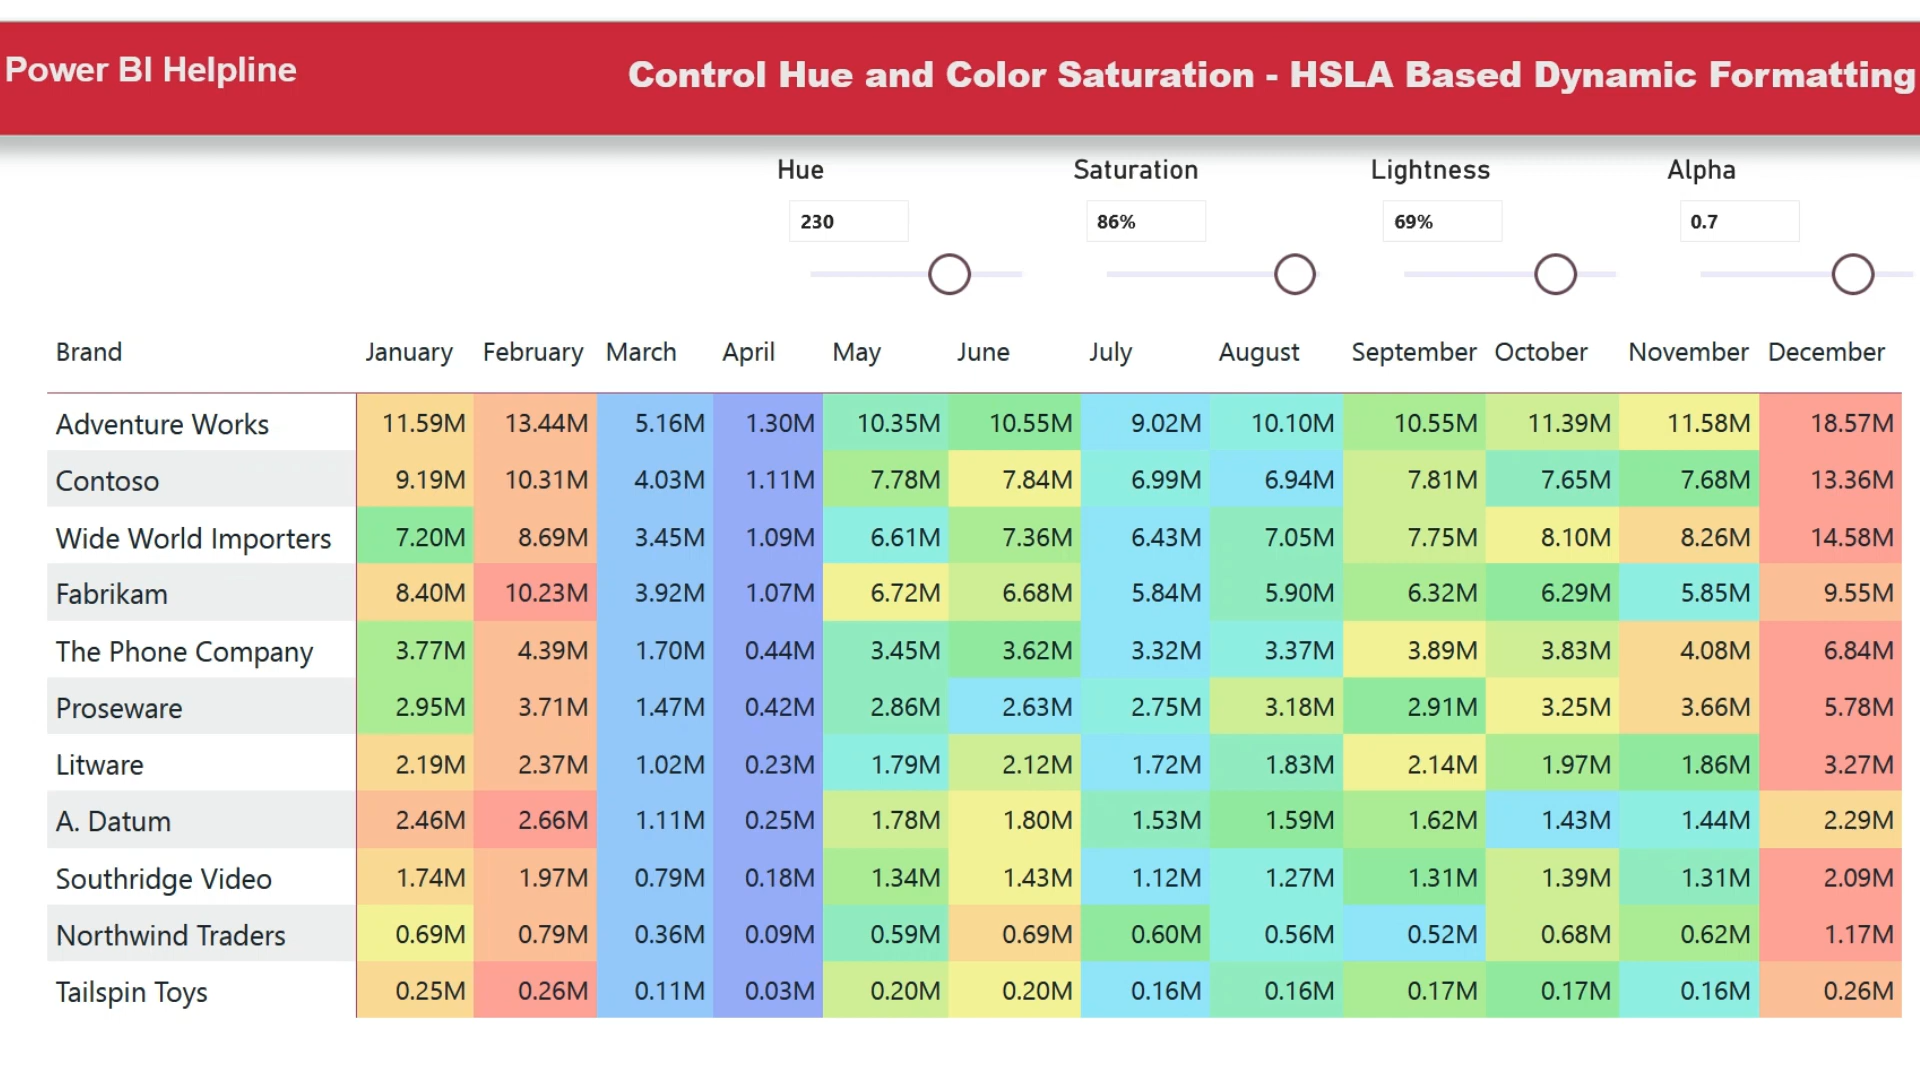 Power BI Helpline
Control Hue and Color Saturation - HSLA Based Dynamic Formatting
Hue Saturation Lightness Alpha
230 86% 69% 0.7
Brand January February March April May June July August September October November December
Adventure Works 11.59M 13.44M 5.16M 1.30M 10.35M 10.55M 9.02M 10.10M 10.55M 11.39M 11.58M 18.57M
Contoso 9.19M 10.31M 4.03M 1.11M 7.78M 7.84M 6.99M 6.94M 7.81M 7.65M 7.68M 13.36M
Wide World Importers 7.20M 8.69M 3.45M 1.09M 6.61M 7.36M 6.43M 7.05M 7.75M 8.10M 8.26M 14.58M
Fabrikam 8.40M 10.23M 3.92M 1.07M 6.72M 6.68M 5.84M 5.90M 6.32M 6.29M 5.85M 9.55M
The Phone Company 3.77M 4.39M 1.70M 0.44M 3.45M 3.62M 3.32M 3.37M 3.89M 3.83M 4.08M 6.84M
Proseware 2.95M 3.71M 1.47M 0.42M 2.86M 2.63M 2.75M 3.18M 2.91M 3.25M 3.66M 5.78M
Litware 2.19M 2.37M 1.02M 0.23M 1.79M 2.12M 1.72M 1.83M 2.14M 1.97M 1.86M 3.27M
A. Datum 2.46M 2.66M 1.11M 0.25M 1.78M 1.80M 1.53M 1.59M 1.62M 1.43M 1.44M 2.29M
Southridge Video 1.74M 1.97M 0.79M 0.18M 1.34M 1.43M 1.12M 1.27M 1.31M 1.39M 1.31M 2.09M
Northwind Traders 0.69M 0.79M 0.36M 0.09M 0.59M 0.69M 0.60M 0.56M 0.52M 0.68M 0.62M 1.17M
Tailspin Toys 0.25M 0.26M 0.11M 0.03M 0.20M 0.20M 0.16M 0.16M 0.17M 0.17M 0.16M 0.26M